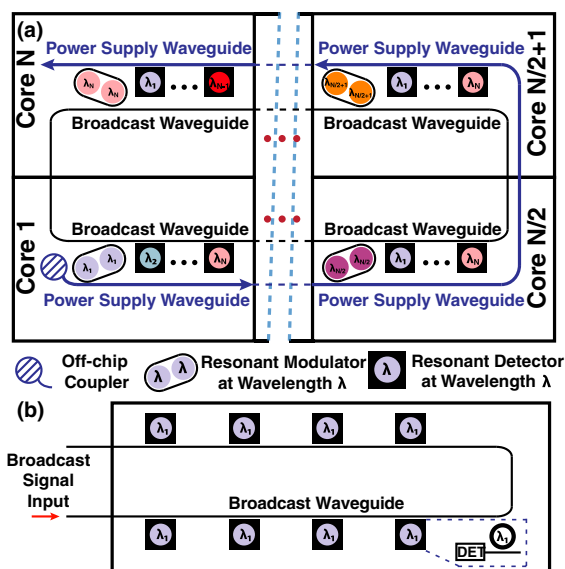 (a)
Power Supply Waveguide
Power Supply Waveguide
Core N
Core N/2+1
λN λN λ1 ... λN-1
λN/2+1 λN/2+1 λ1 ... λN
Broadcast Waveguide
Broadcast Waveguide
Broadcast Waveguide
Broadcast Waveguide
Core 1
Core N/2
λ1 λ1 λ2 ... λN
λN/2 λN/2 λ1 ... λN
Power Supply Waveguide
Power Supply Waveguide
Off-chip
Coupler
λ λ
Resonant Modulator
at Wavelength λ
λ
Resonant Detector
at Wavelength λ
(b)
λ1 λ1 λ1 λ1
Broadcast
Signal
Input
Broadcast Waveguide
λ1 λ1 λ1 λ1
λ1
DET